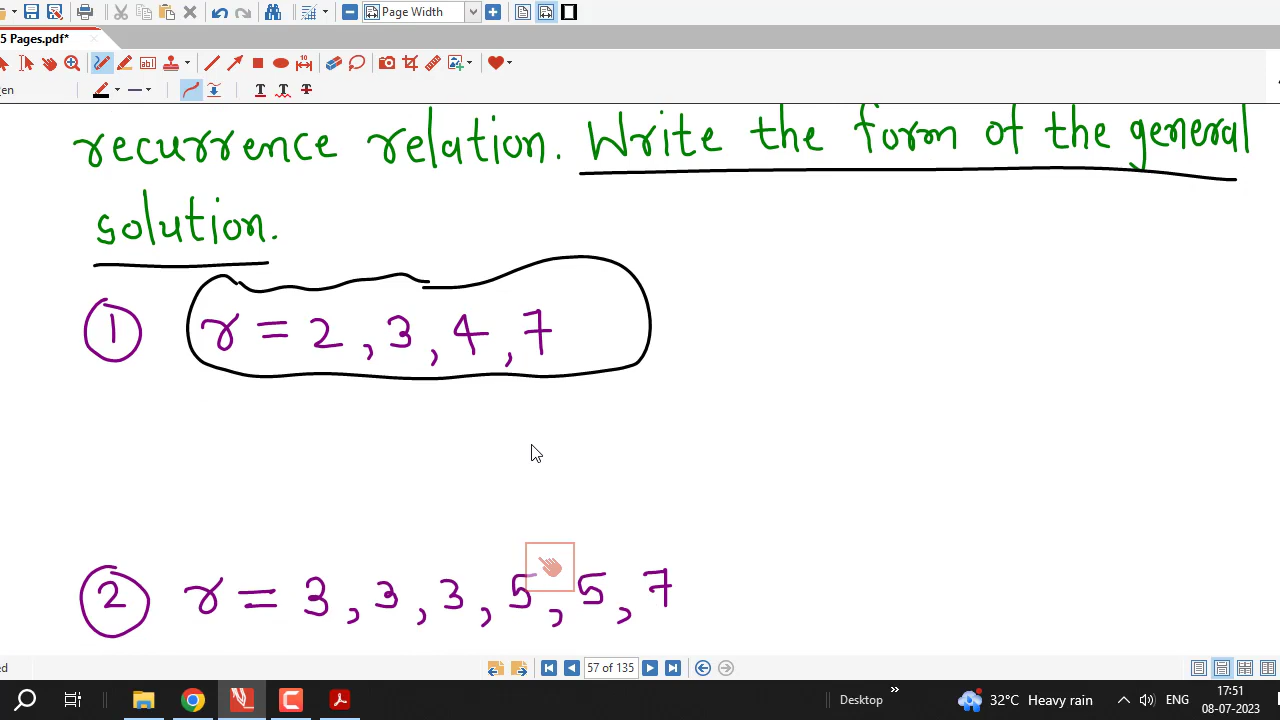 Page Width
5 Pages.pdf*
en
recurrence relation. Write the form of the general
solution.
1 r = 2, 3, 4, 7
2 r = 3, 3, 3, 5, 5, 7
ed
57 of 135
Desktop
»
32°C Heavy rain
ENG
17:51
08-07-2023